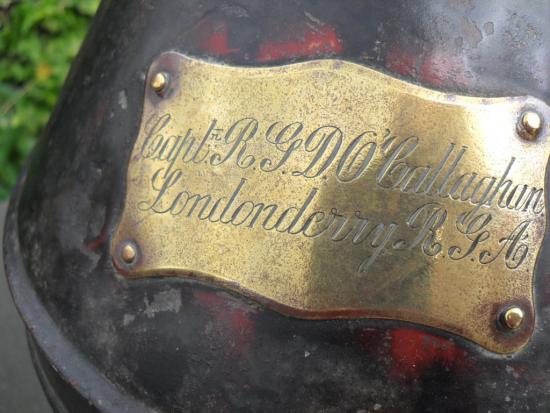 Capt= R.G.D.O'Callaghan
Londonderry R.G.A